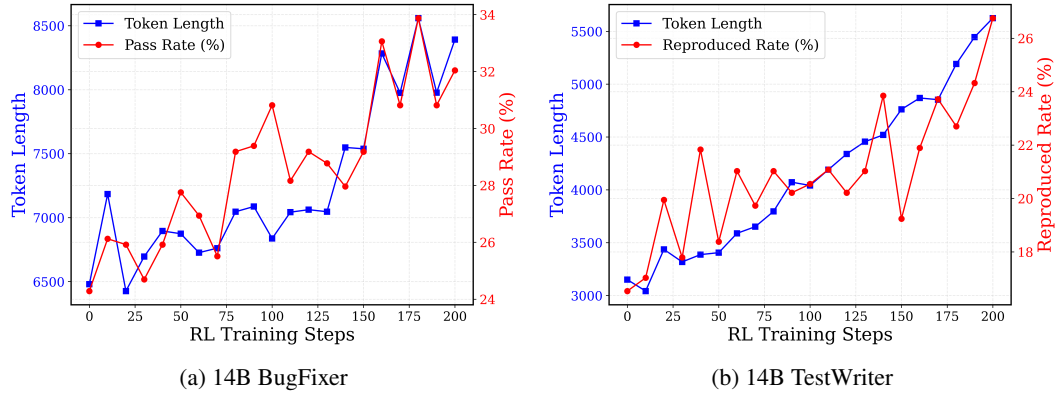 Token Length
Pass Rate (%)
8500
8000
7500
7000
6500
Token Length
34
32
30
28
26
24
Pass Rate (%)
0 25 50 75 100 125 150 175 200
RL Training Steps
(a) 14B BugFixer
Token Length
Reproduced Rate (%)
5500
5000
4500
4000
3500
3000
Token Length
26
24
22
20
18
Reproduced Rate (%)
0 25 50 75 100 125 150 175 200
RL Training Steps
(b) 14B TestWriter